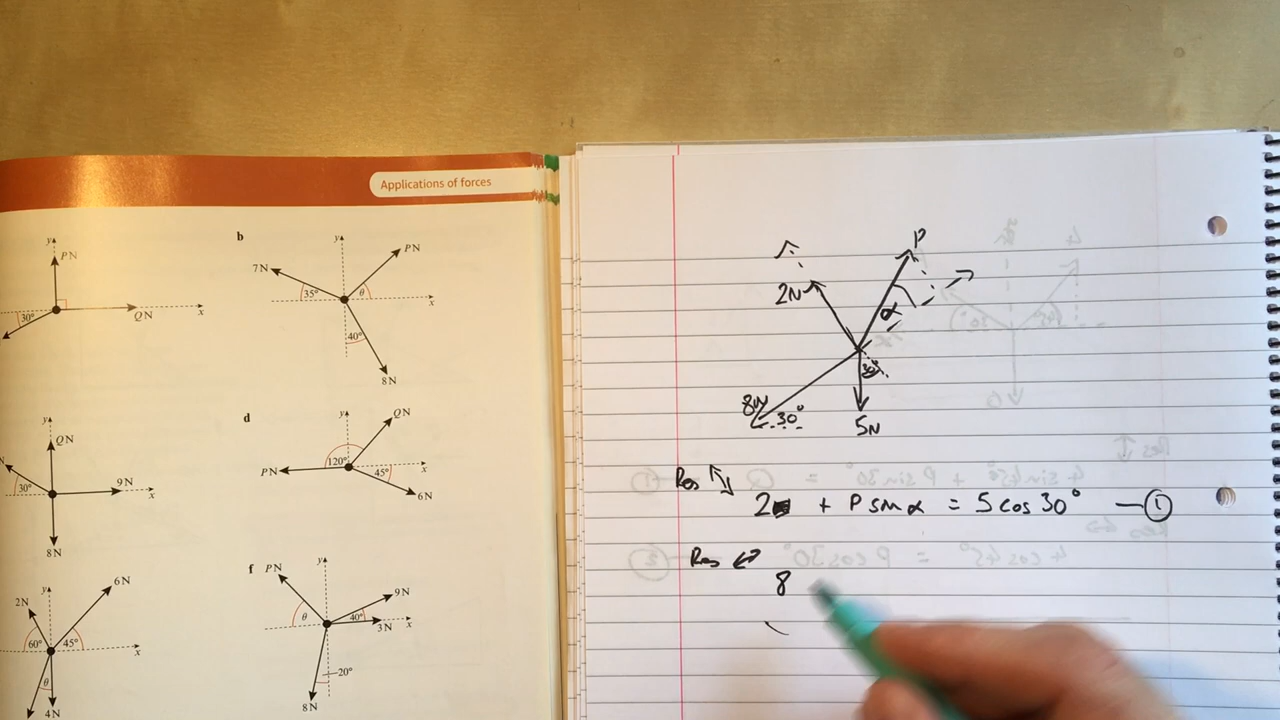 Applications of forces
y
PN
30°
QN
x
b
y
7N
PN
35°
θ
x
40°
8N
y
QN
30°
9N
x
8N
d
y
QN
120°
PN
45°
x
6N
y
2N
6N
60°
45°
x
θ
4N
f
y
PN
9N
θ
40°
3N
x
20°
8N
P
2N
α
30°
8N
30°
5N
Res
2 + P sin α = 5 cos 30° — ①
Res
8